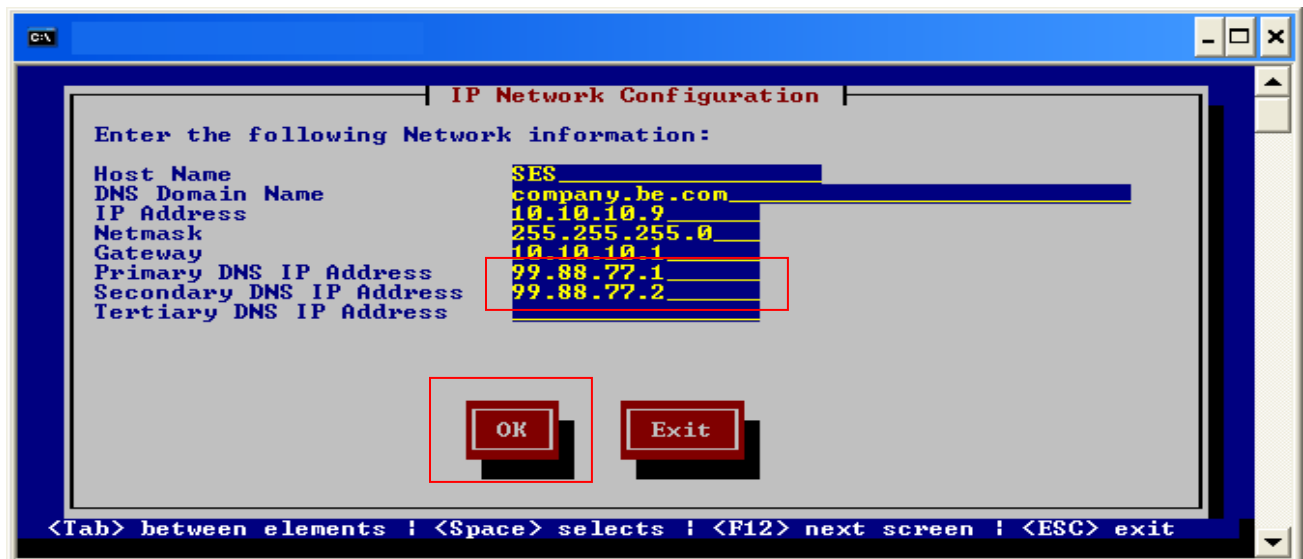 C:\
IP Network Configuration
Enter the following Network information:
Host Name SES
DNS Domain Name company.be.com
IP Address 10.10.10.9
Netmask 255.255.255.0
Gateway 10.10.10.1
Primary DNS IP Address 99.88.77.1
Secondary DNS IP Address 99.88.77.2
Tertiary DNS IP Address
OK Exit
<Tab> between elements ¦ <Space> selects ¦ <F12> next screen ¦ <ESC> exit